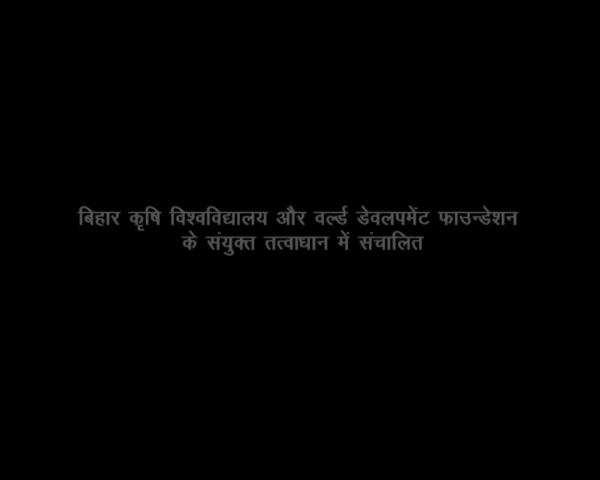 बिहार कृषि विश्वविद्यालय और वर्ल्ड डेवलपमेंट फाउन्डेशन
के संयुक्त तत्वाधान में संचालित